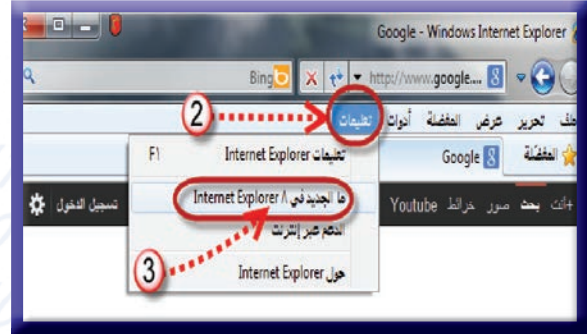 Google - Windows Internet Explorer
http://www.google.... Bing
ملف تحرير عرض المفضلة أدوات تعليمات
2
المفضلة Google
تعليمات Internet Explorer F1
+أنت بحث صور خرائط Youtube تسجيل الدخول
ما الجديد في Internet Explorer ٨
الدعم عبر إنترنت
3
حول Internet Explorer